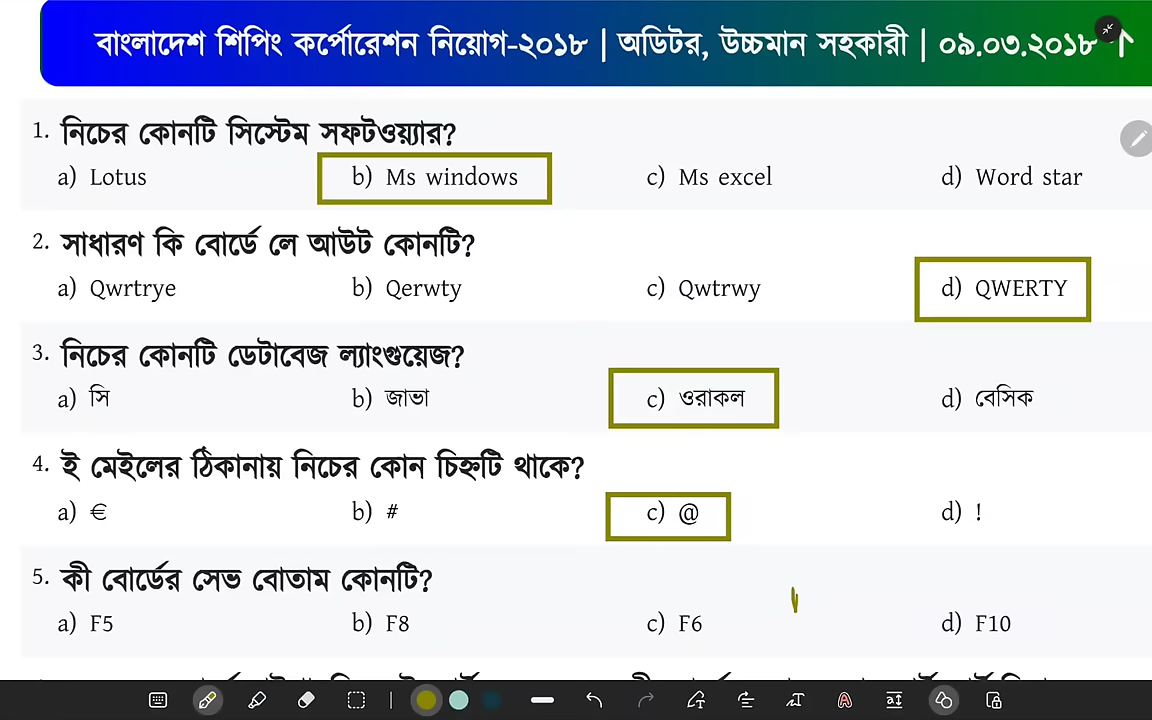 বাংলাদেশ শিপিং কর্পোরেশন নিয়োগ-২০১৮ | অডিটর, উচ্চমান সহকারী | ০৯.০৩.২০১৮ ↑
1. নিচের কোনটি সিস্টেম সফটওয়্যার?
a) Lotus b) Ms windows c) Ms excel d) Word star
2. সাধারণ কি বোর্ডে লে আউট কোনটি?
a) Qwrtrye b) Qerwty c) Qwtrwy d) QWERTY
3. নিচের কোনটি ডেটাবেজ ল্যাংগুয়েজ?
a) সি b) জাভা c) ওরাকল d) বেসিক
4. ই মেইলের ঠিকানায় নিচের কোন চিহ্নটি থাকে?
a) € b) # c) @ d) !
5. কী বোর্ডের সেভ বোতাম কোনটি?
a) F5 b) F8 c) F6 d) F10